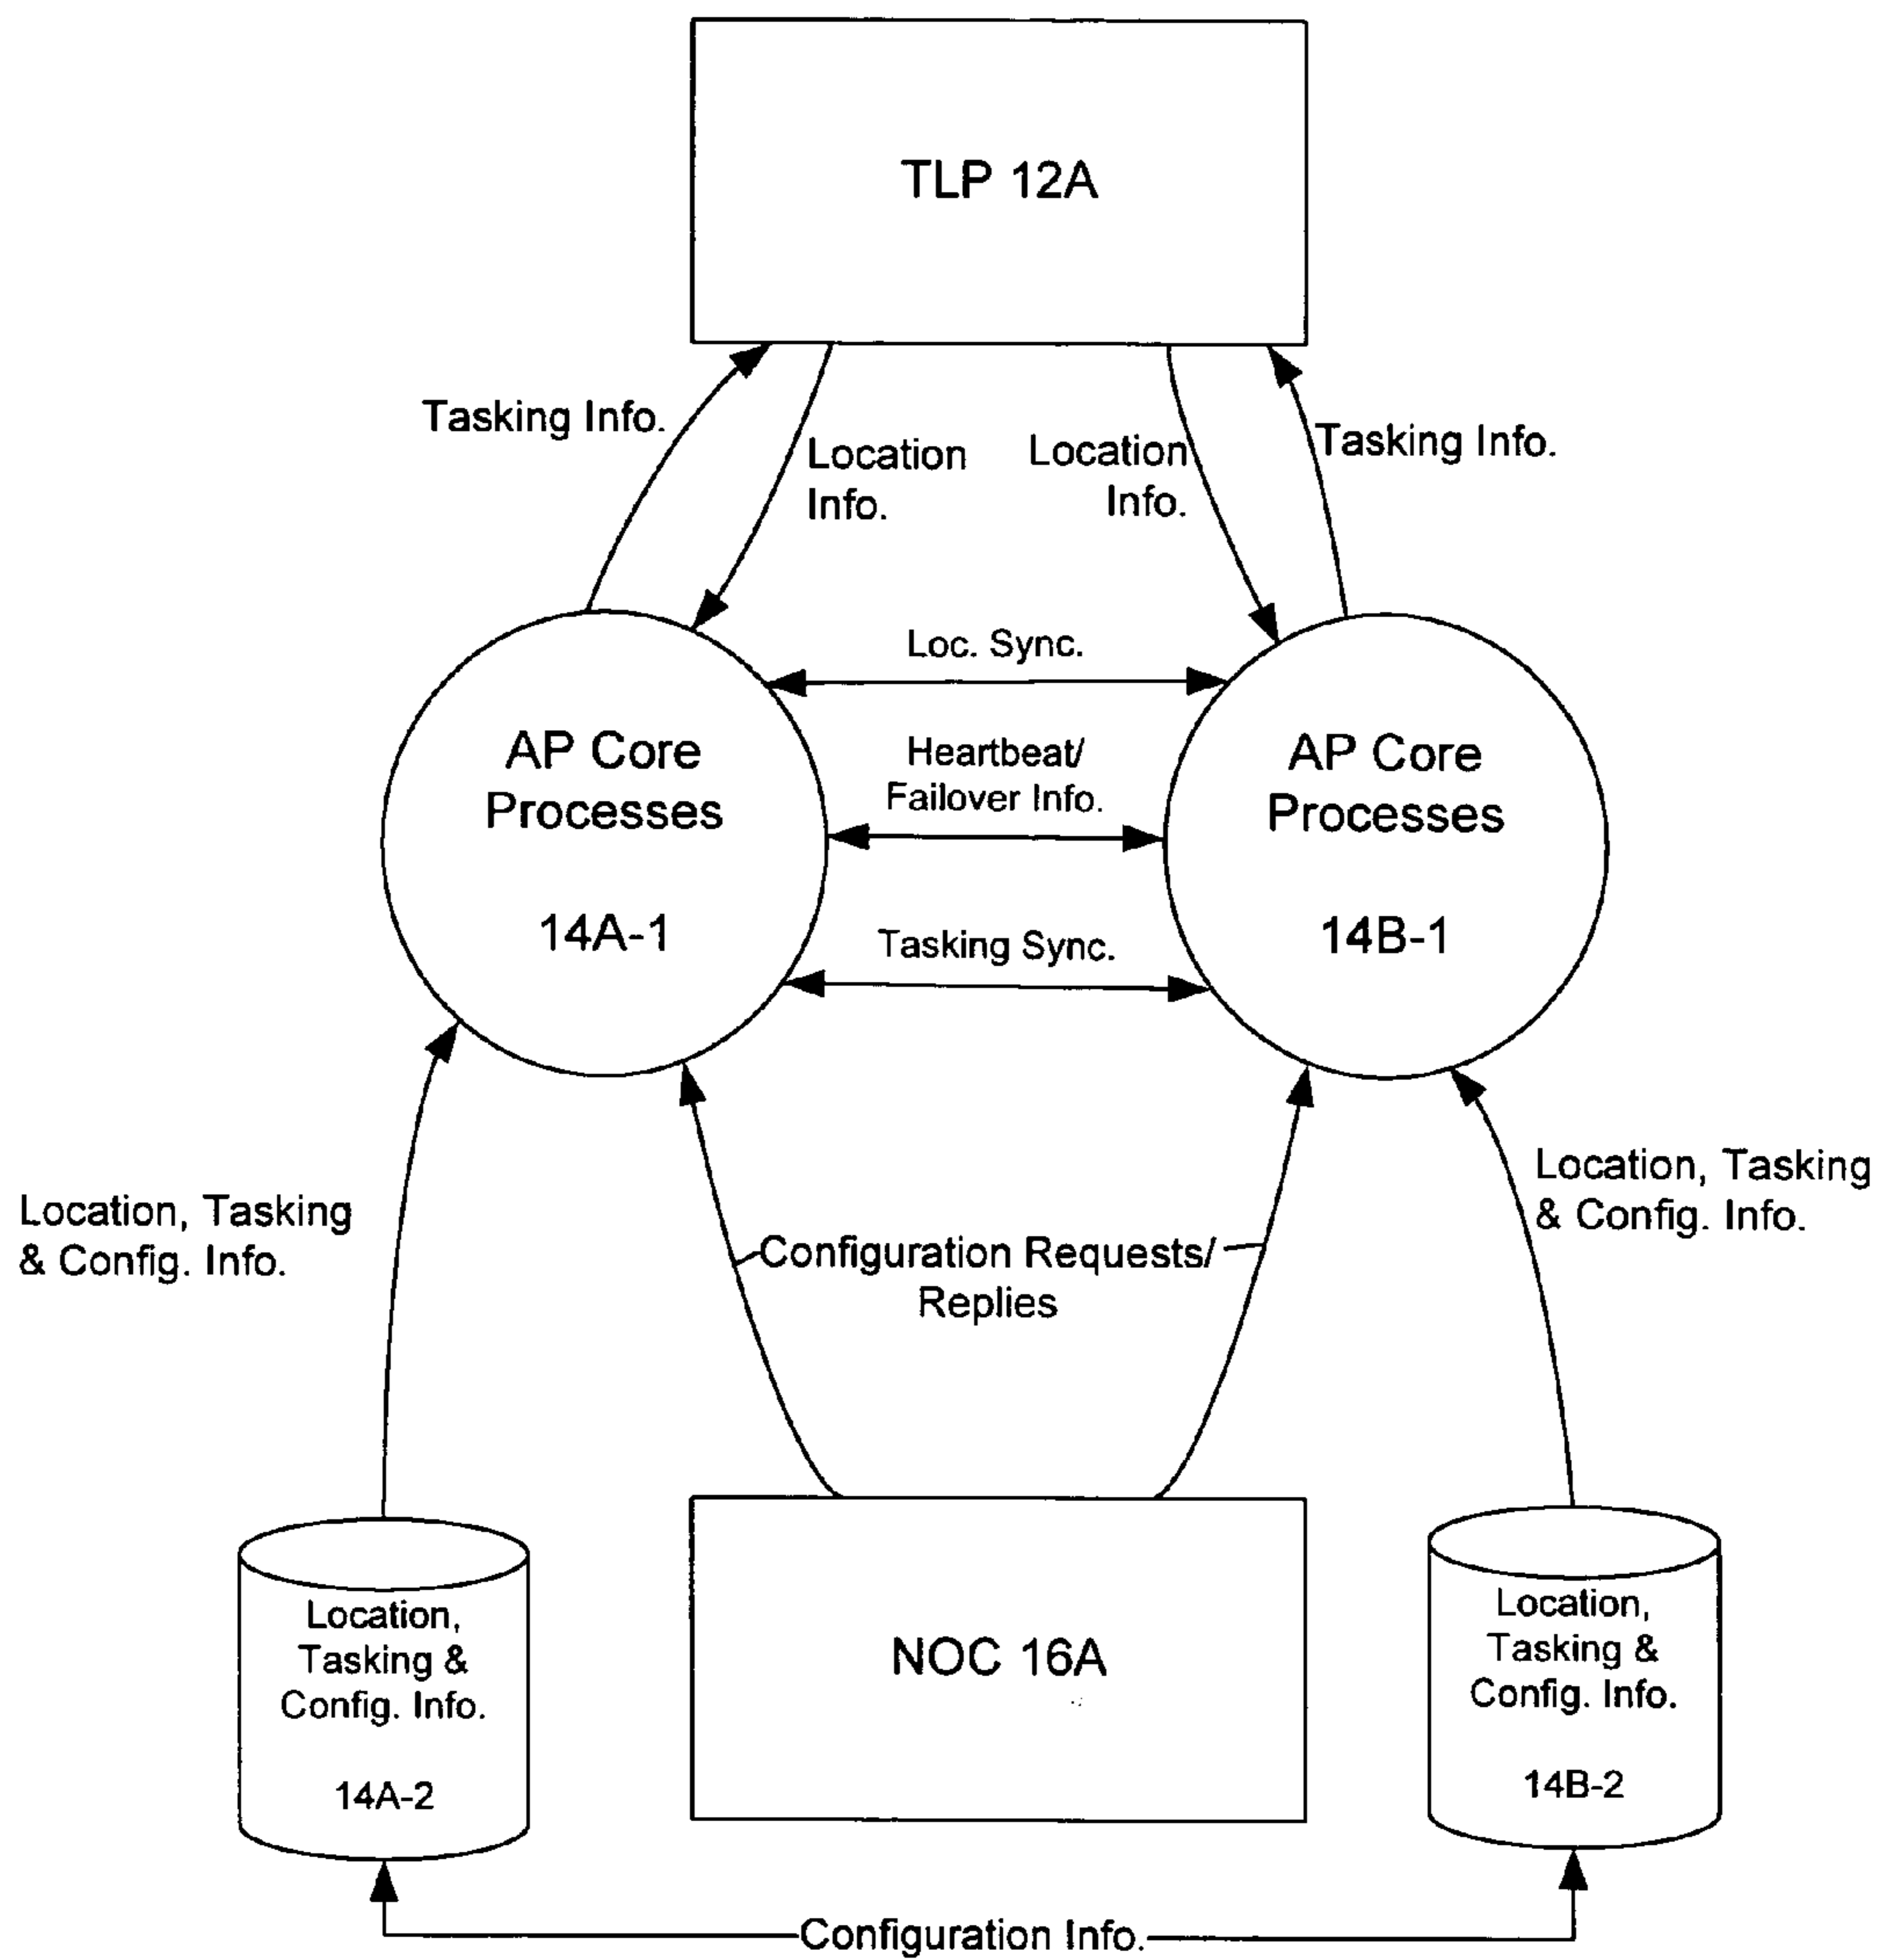 TLP 12A
Tasking Info.
Location
Info.
Location
Info.
Tasking Info.
Loc. Sync.
Heartbeat/
Failover Info.
Tasking Sync.
AP Core
Processes
14A-1
AP Core
Processes
14B-1
Location, Tasking
& Config. Info.
Configuration Requests/
Replies
Location, Tasking
& Config. Info.
Location,
Tasking &
Config. Info.
14A-2
NOC 16A
Location,
Tasking &
Config. Info.
14B-2
Configuration Info.